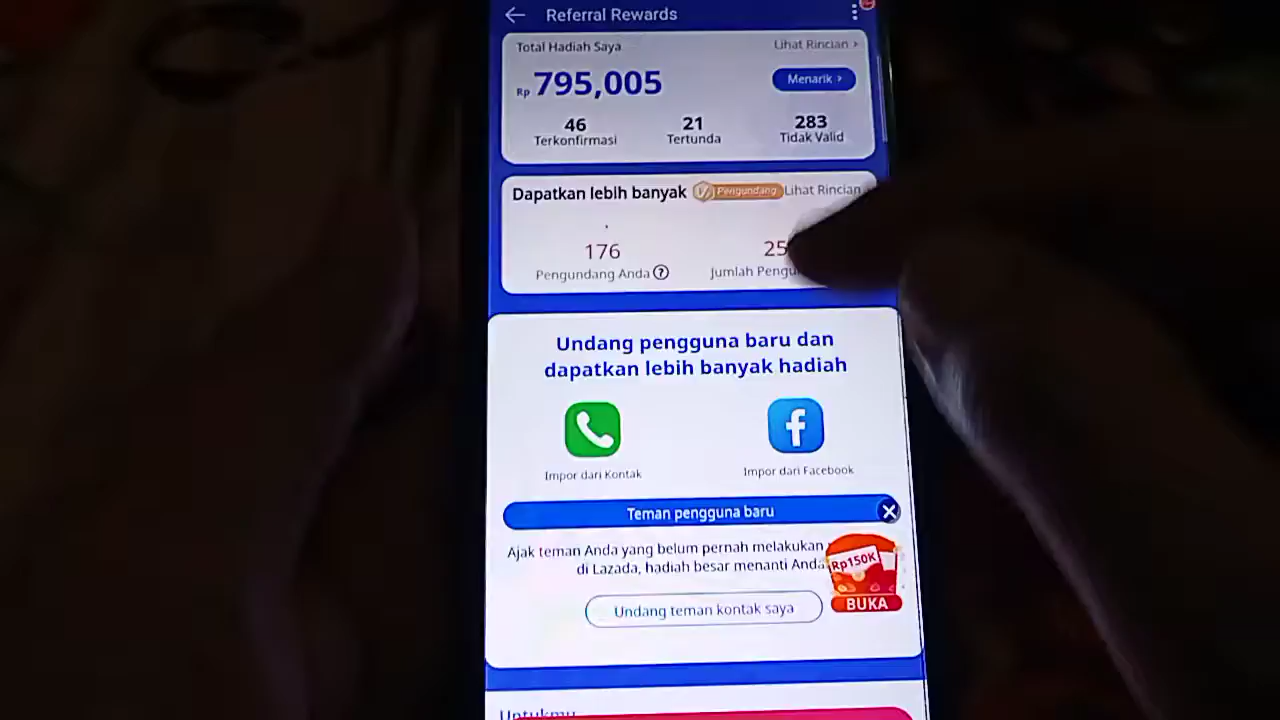 Referral Rewards
Total Hadiah Saya
Lihat Rincian >
Rp 795,005
Menarik >
46
21
283
Terkonfirmasi
Tertunda
Tidak Valid
Dapatkan lebih banyak
Pengundang
Lihat Rincian
176
25
Pengundang Anda ?
Jumlah
Undang pengguna baru dan
dapatkan lebih banyak hadiah
Impor dari Kontak
Impor dari Facebook
Teman pengguna baru
Ajak teman Anda yang belum pernah melakukan
di Lazada, hadiah besar menanti Anda
Rp150K
BUKA
Undang teman kontak saya
Untukmu